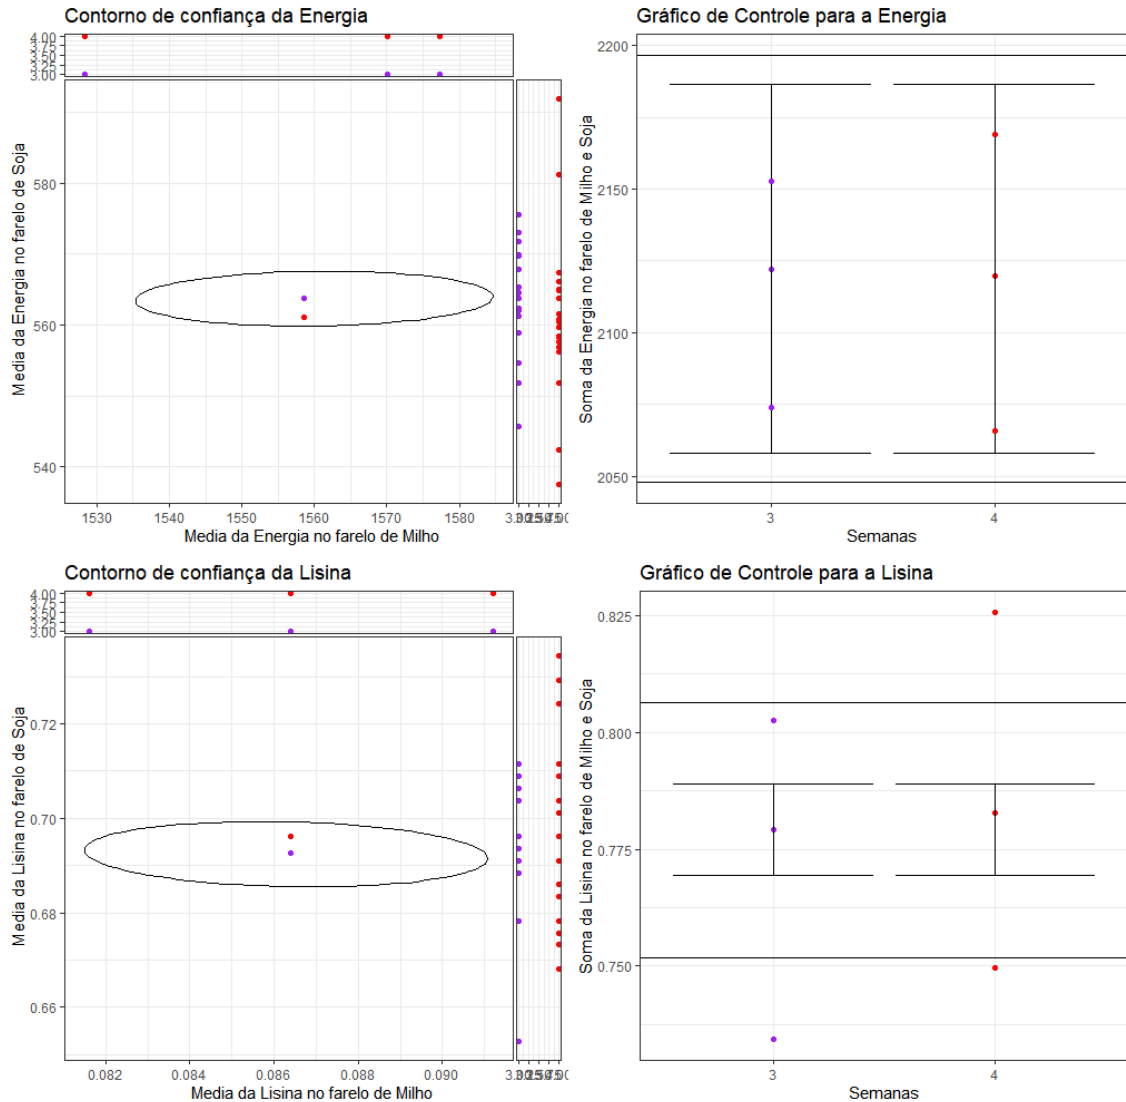 Contorno de confiança da Energia
4.00
3.75
3.50
3.25
3.00
Media da Energia no farelo de Soja
580
560
540
1530 1540 1550 1560 1570 1580
Media da Energia no farelo de Milho
Gráfico de Controle para a Energia
Soma da Energia no farelo de Milho e Soja
2200
2150
2100
2050
3 4
Semanas
Contorno de confiança da Lisina
4.00
3.75
3.50
3.25
3.00
Media da Lisina no farelo de Soja
0.72
0.70
0.68
0.66
0.082 0.084 0.086 0.088 0.090
Media da Lisina no farelo de Milho
Gráfico de Controle para a Lisina
Soma da Lisina no farelo de Milho e Soja
0.825
0.800
0.775
0.750
3 4
Semanas